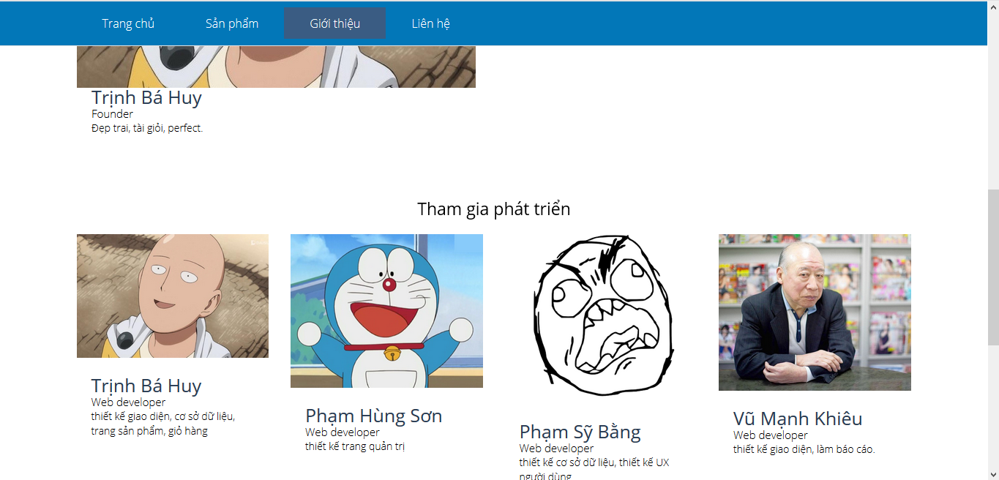 Trang chủ
Sản phẩm
Giới thiệu
Liên hệ
Trịnh Bá Huy
Founder
Đẹp trai, tài giỏi, perfect.
Tham gia phát triển
Trịnh Bá Huy
Web developer
thiết kế giao diện, cơ sở dữ liệu,
trang sản phẩm, giỏ hàng
Phạm Hùng Sơn
Web developer
thiết kế trang quản trị
Phạm Sỹ Bằng
Web developer
thiết kế cơ sở dữ liệu, thiết kế UX
người dùng
Vũ Mạnh Khiêu
Web developer
thiết kế giao diện, làm báo cáo.